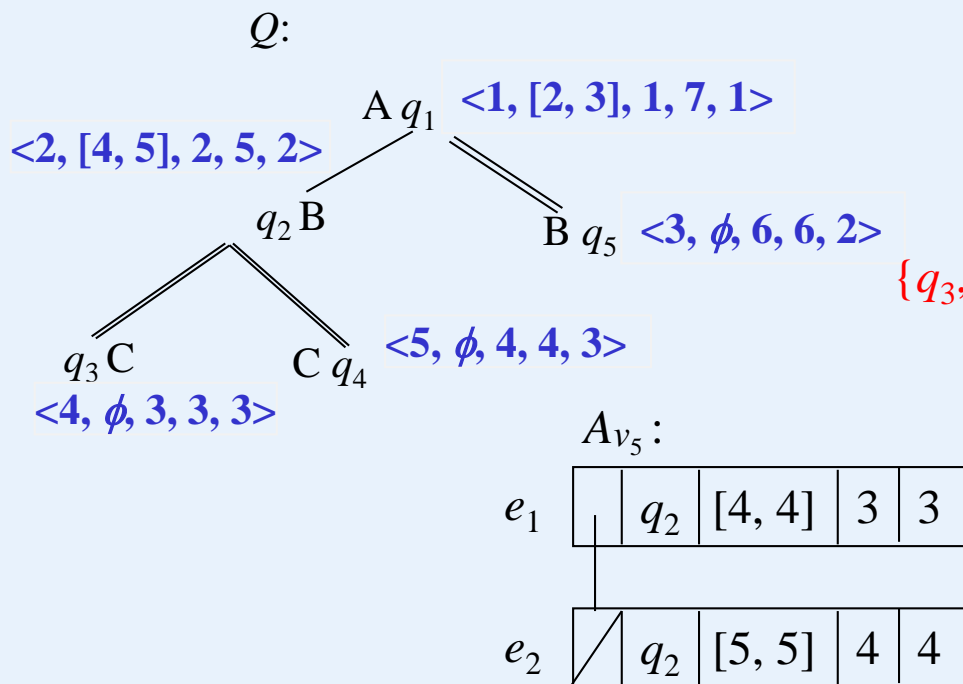 Q:
A q₁ <1, [2, 3], 1, 7, 1>
<2, [4, 5], 2, 5, 2>
q₂ B
B q₅ <3, ϕ, 6, 6, 2>
{q₃,
q₃ C
C q₄ <5, ϕ, 4, 4, 3>
<4, ϕ, 3, 3, 3>
A_{v₅}:
e₁ q₂ [4, 4] 3 3
e₂ q₂ [5, 5] 4 4